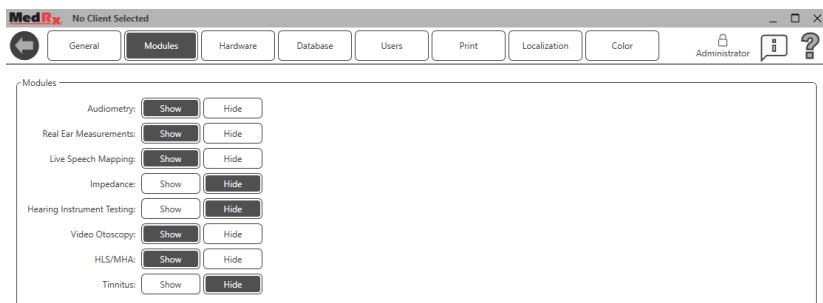 MedRx No Client Selected
General Modules Hardware Database Users Print Localization Color Administrator i ?
Modules
Audiometry: Show Hide
Real Ear Measurements: Show Hide
Live Speech Mapping: Show Hide
Impedance: Show Hide
Hearing Instrument Testing: Show Hide
Video Otoscopy: Show Hide
HLS/MHA: Show Hide
Tinnitus: Show Hide